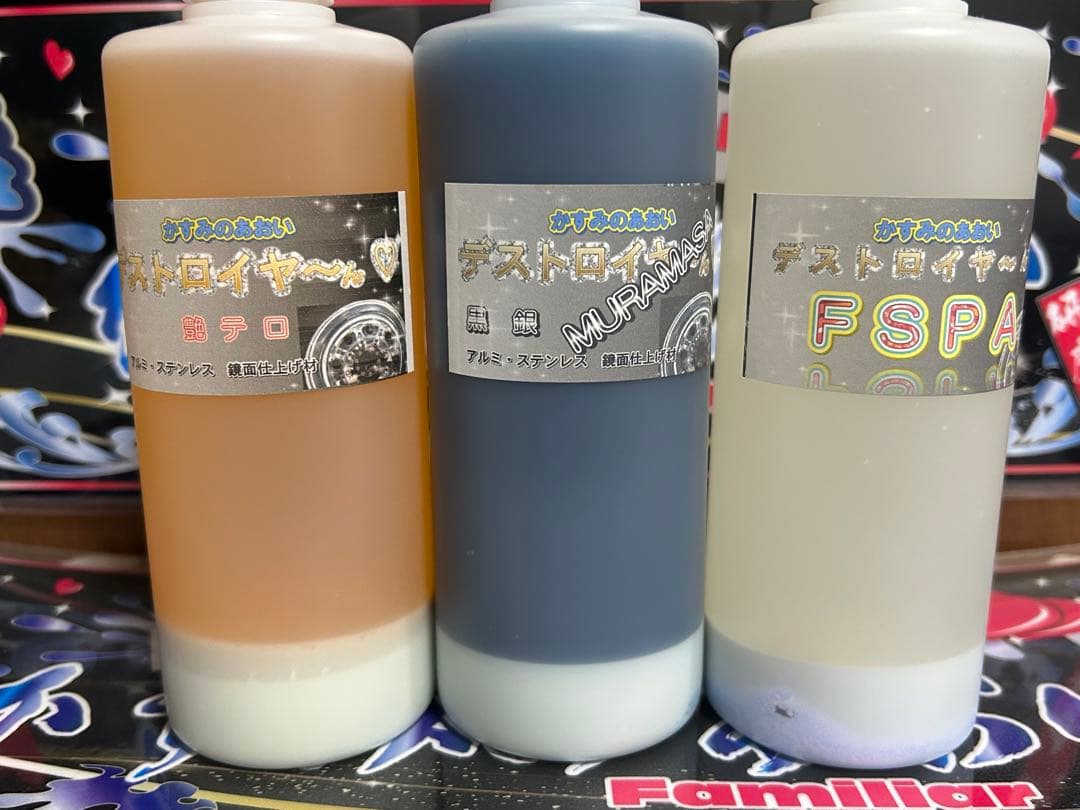 かすみのあおい
デストロイヤ～ん
艶テロ
アルミ・ステンレス 鏡面仕上げ材
かすみのあおい
デストロイヤ～ん
黒銀
MURAMASA
アルミ・ステンレス 鏡面仕上げ材
かすみのあおい
デストロイヤ～
FSPA
Familiar